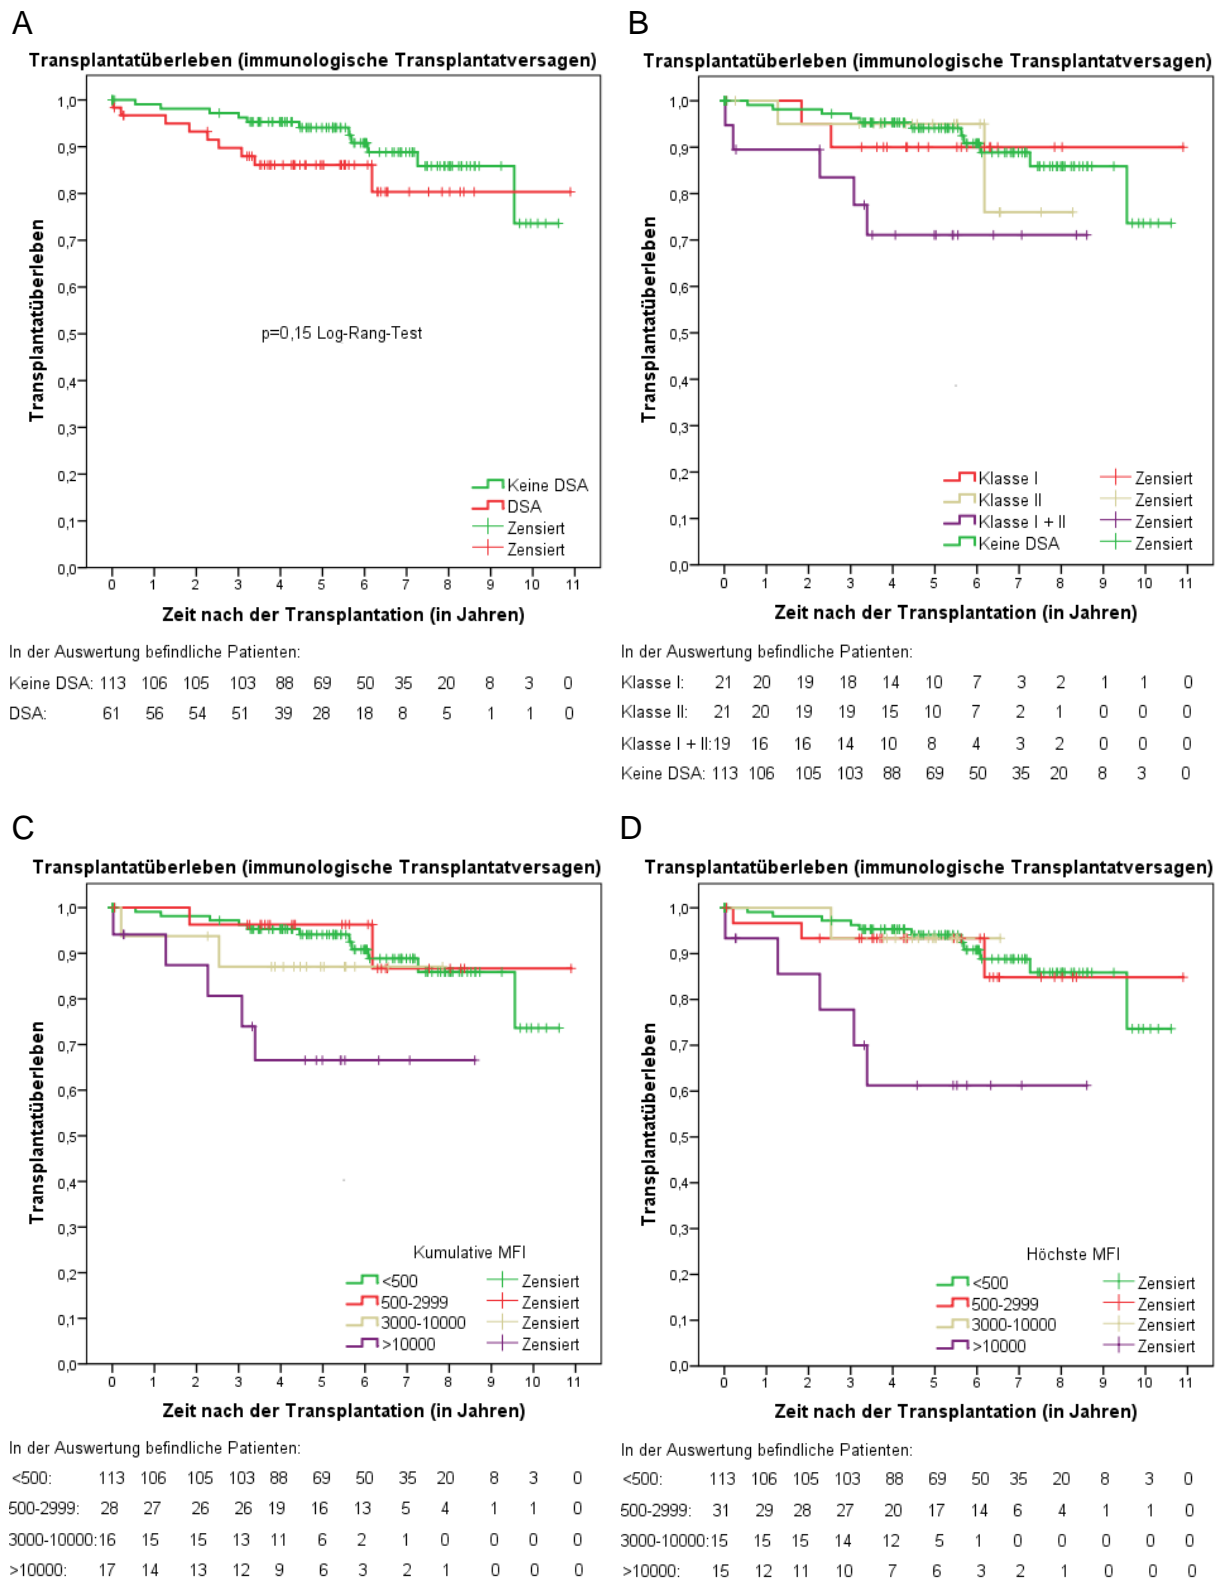 A
Transplantatüberleben (immunologische Transplantatversagen)
Transplantatüberleben
1,0
0,9
0,8
0,7
0,6
0,5
0,4
0,3
0,2
0,1
0,0
p=0,15 Log-Rang-Test
Keine DSA
DSA
Zensiert
Zensiert
0 1 2 3 4 5 6 7 8 9 10 11
Zeit nach der Transplantation (in Jahren)
In der Auswertung befindliche Patienten:
Keine DSA: 113 106 105 103 88 69 50 35 20 8 3 0
DSA: 61 56 54 51 39 28 18 8 5 1 1 0
B
Transplantatüberleben (immunologische Transplantatversagen)
Transplantatüberleben
1,0
0,9
0,8
0,7
0,6
0,5
0,4
0,3
0,2
0,1
0,0
Klasse I Zensiert
Klasse II Zensiert
Klasse I + II Zensiert
Keine DSA Zensiert
0 1 2 3 4 5 6 7 8 9 10 11
Zeit nach der Transplantation (in Jahren)
In der Auswertung befindliche Patienten:
Klasse I: 21 20 19 18 14 10 7 3 2 1 1 0
Klasse II: 21 20 19 19 15 10 7 2 1 0 0 0
Klasse I + II: 19 16 16 14 10 8 4 3 2 0 0 0
Keine DSA: 113 106 105 103 88 69 50 35 20 8 3 0
C
Transplantatüberleben (immunologische Transplantatversagen)
Transplantatüberleben
1,0
0,9
0,8
0,7
0,6
0,5
0,4
0,3
0,2
0,1
0,0
Kumulative MFI
<500 Zensiert
500-2999 Zensiert
3000-10000 Zensiert
>10000 Zensiert
0 1 2 3 4 5 6 7 8 9 10 11
Zeit nach der Transplantation (in Jahren)
In der Auswertung befindliche Patienten:
<500: 113 106 105 103 88 69 50 35 20 8 3 0
500-2999: 28 27 26 26 19 16 13 5 4 1 1 0
3000-10000: 16 15 15 13 11 6 2 1 0 0 0 0
>10000: 17 14 13 12 9 6 3 2 1 0 0 0
D
Transplantatüberleben (immunologische Transplantatversagen)
Transplantatüberleben
1,0
0,9
0,8
0,7
0,6
0,5
0,4
0,3
0,2
0,1
0,0
Höchste MFI
<500 Zensiert
500-2999 Zensiert
3000-10000 Zensiert
>10000 Zensiert
0 1 2 3 4 5 6 7 8 9 10 11
Zeit nach der Transplantation (in Jahren)
In der Auswertung befindliche Patienten:
<500: 113 106 105 103 88 69 50 35 20 8 3 0
500-2999: 31 29 28 27 20 17 14 6 4 1 1 0
3000-10000: 15 15 15 14 12 5 1 0 0 0 0 0
>10000: 15 12 11 10 7 6 3 2 1 0 0 0